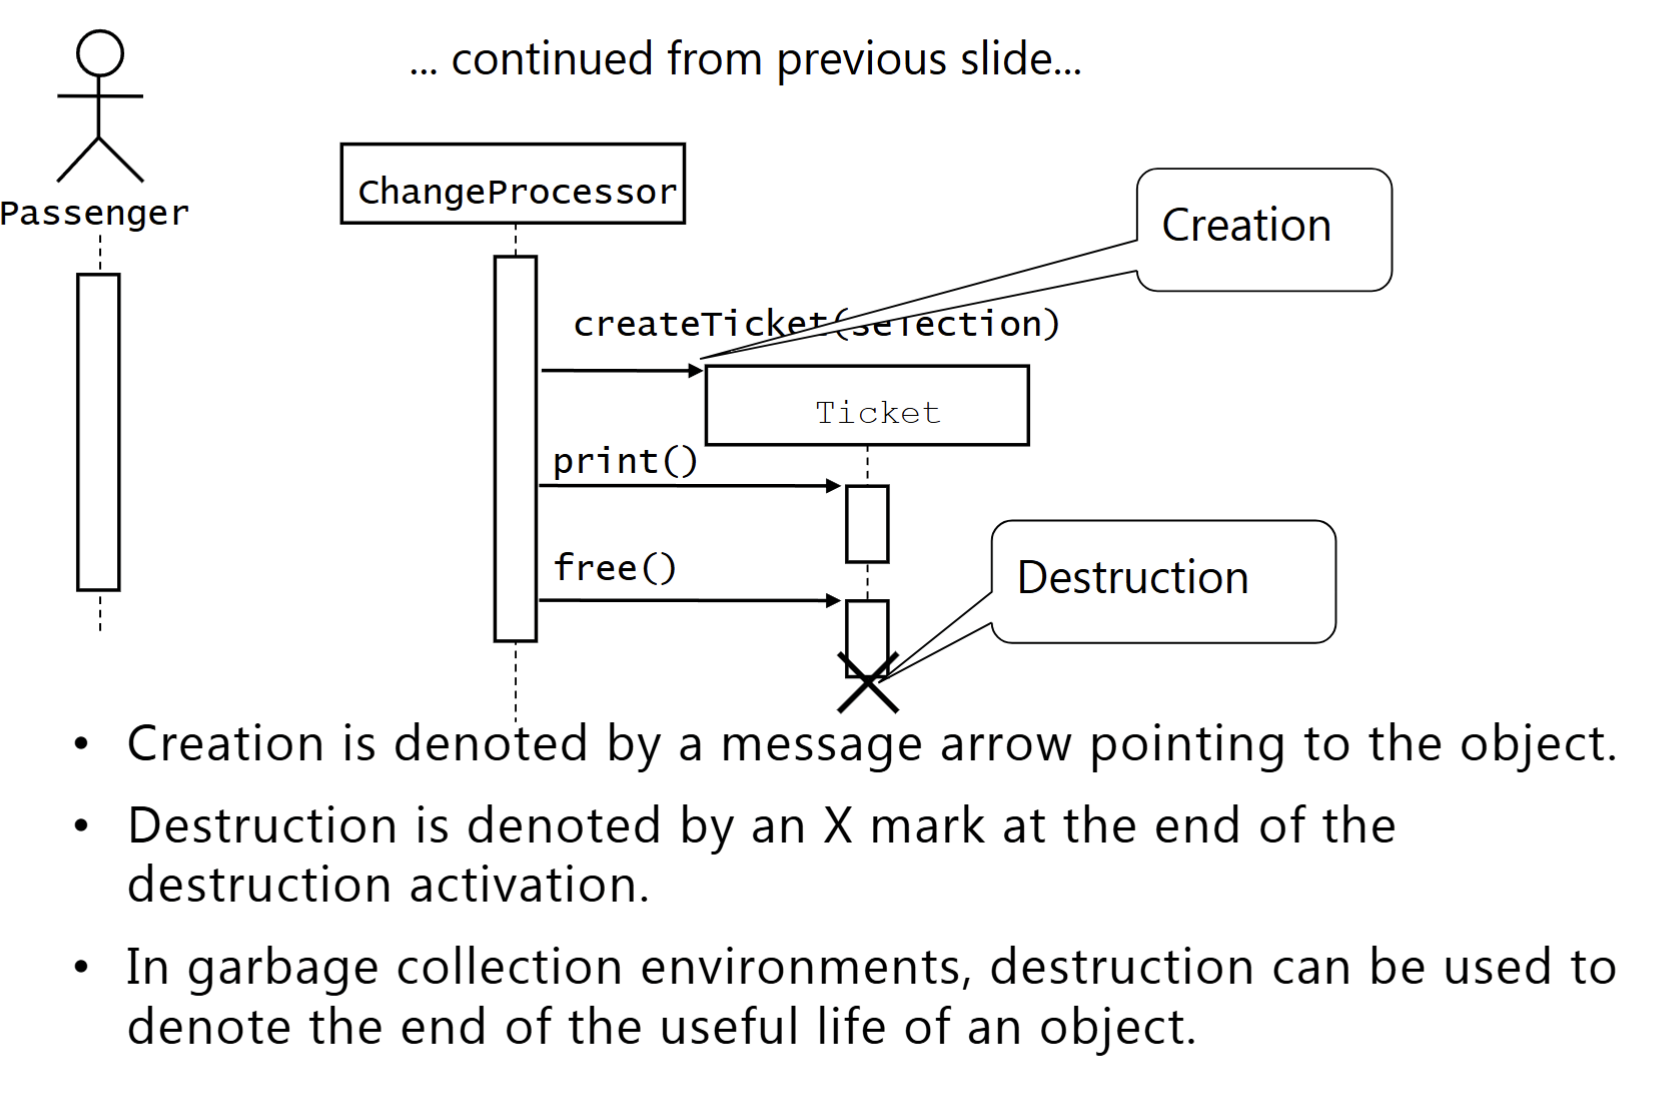 ... continued from previous slide...
Passenger
ChangeProcessor
Creation
createTicket(selection)
Ticket
print()
free()
Destruction
• Creation is denoted by a message arrow pointing to the object.
• Destruction is denoted by an X mark at the end of the
destruction activation.
• In garbage collection environments, destruction can be used to
denote the end of the useful life of an object.